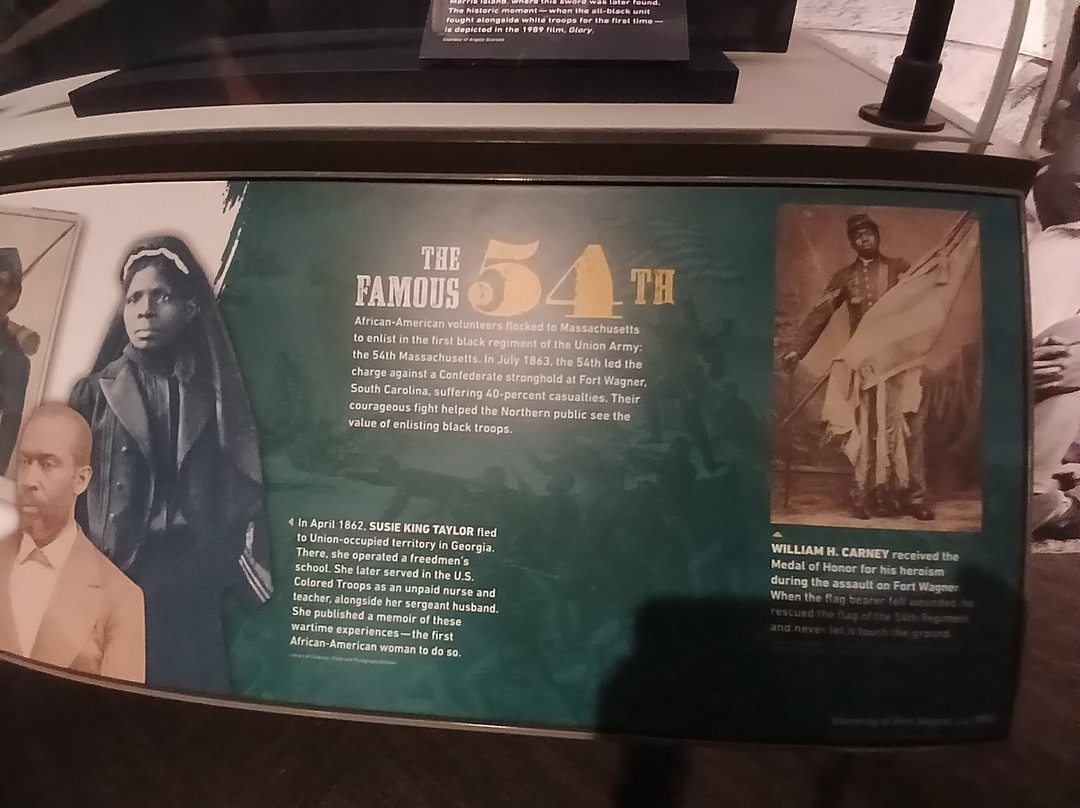 Morris Island, where this sword was later found.
The historic moment—when the all-black unit
fought alongside white troops for the first time—
is depicted in the 1989 film, Glory.
THE
FAMOUS 54TH
African-American volunteers flocked to Massachusetts
to enlist in the first black regiment of the Union Army:
the 54th Massachusetts. In July 1863, the 54th led the
charge against a Confederate stronghold at Fort Wagner,
South Carolina, suffering 40-percent casualties. Their
courageous fight helped the Northern public see the
value of enlisting black troops.
In April 1862, SUSIE KING TAYLOR fled
to Union-occupied territory in Georgia.
There, she operated a freedmen's
school. She later served in the U.S.
Colored Troops as an unpaid nurse and
teacher, alongside her sergeant husband.
She published a memoir of these
wartime experiences—the first
African-American woman to do so.
WILLIAM H. CARNEY received the
Medal of Honor for his heroism
during the assault on Fort Wagner
When the flag bearer fell wounded, he
rescued the flag of the 54th Regiment
and never let it touch the ground.